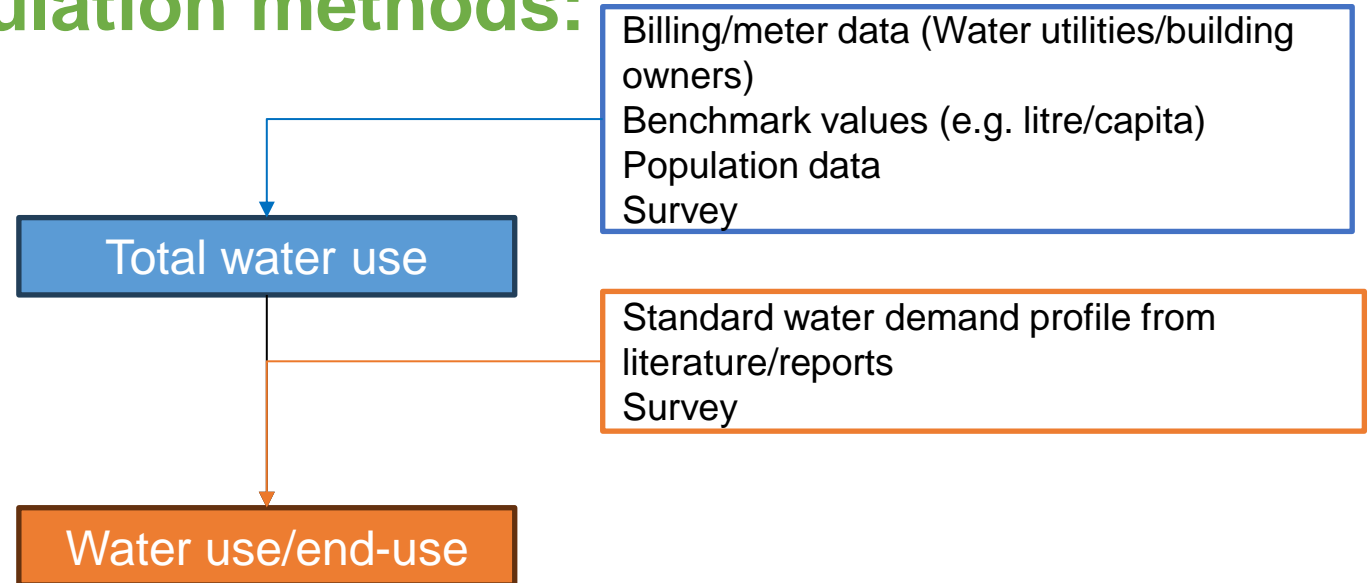 ulation methods:
Billing/meter data (Water utilities/building
owners)
Benchmark values (e.g. litre/capita)
Population data
Survey
Total water use
Standard water demand profile from
literature/reports
Survey
Water use/end-use